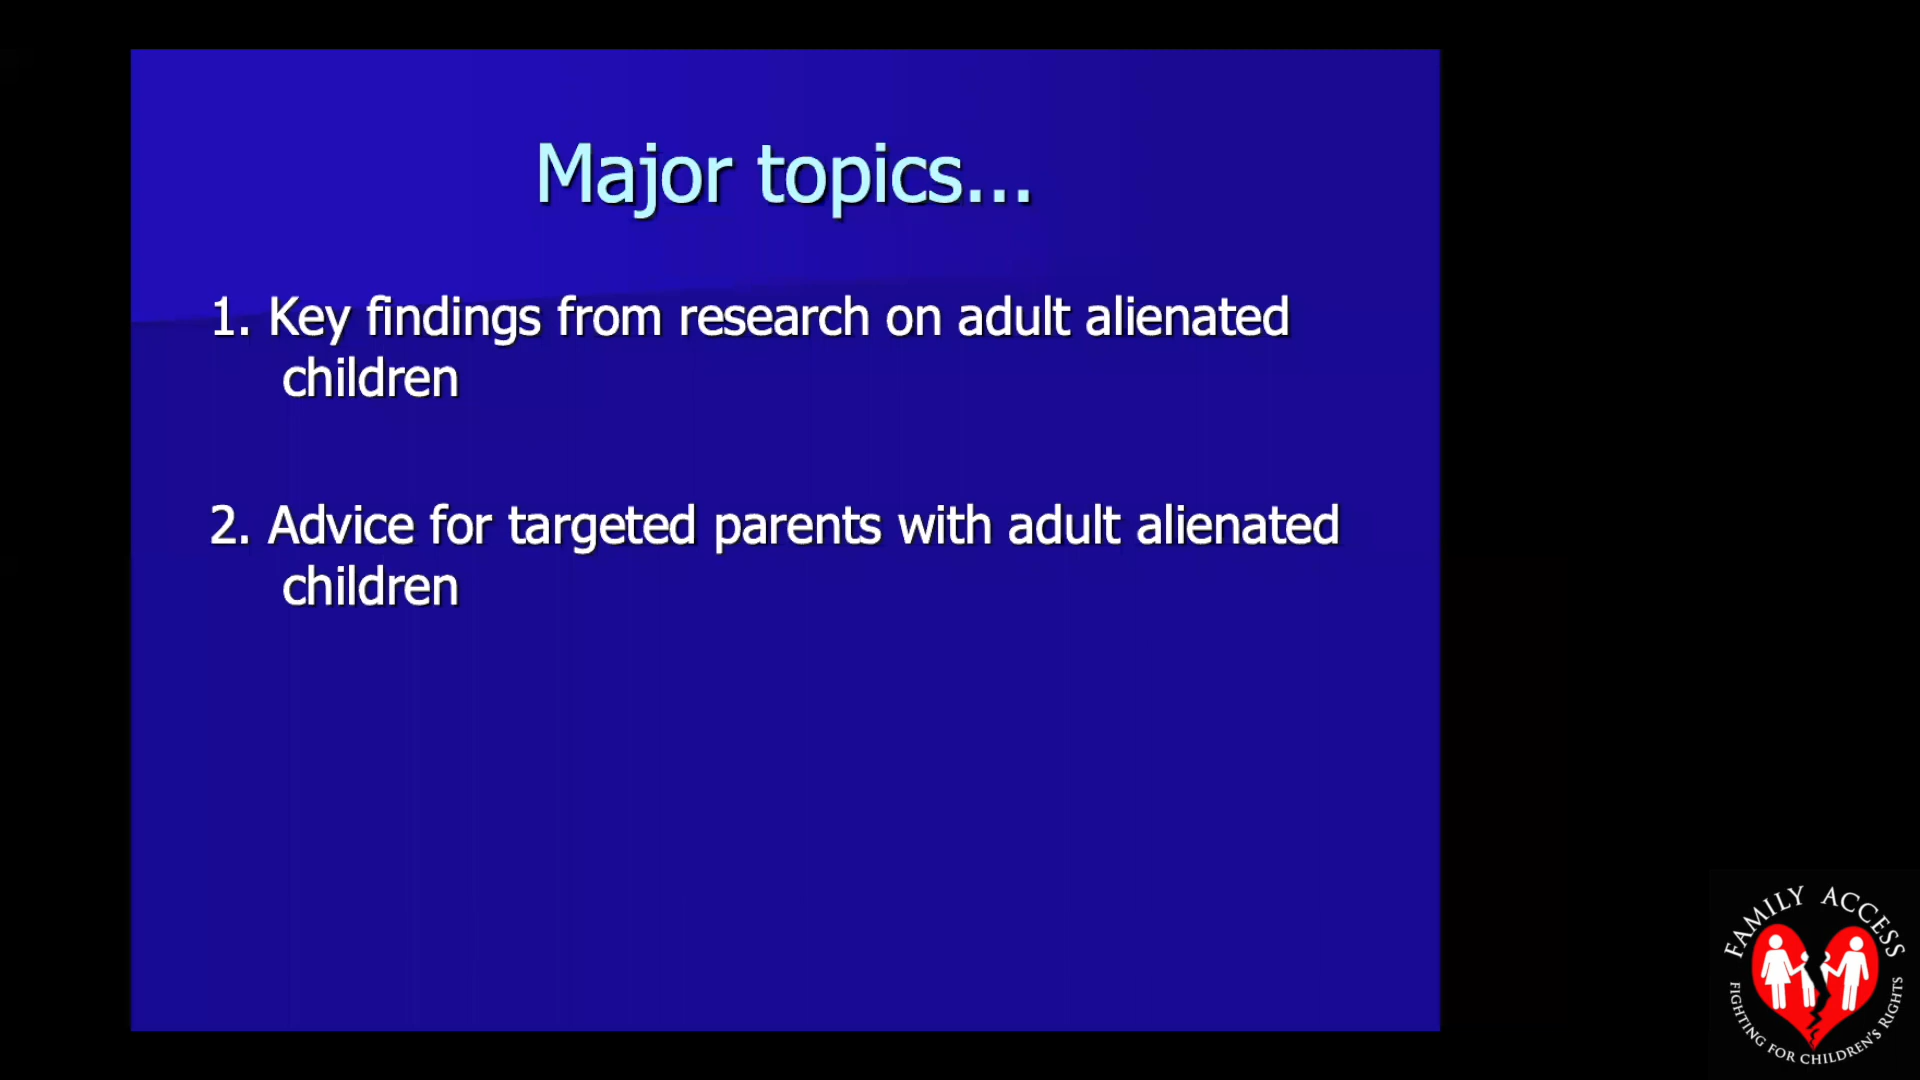 Major topics...
1. Key findings from research on adult alienated
children
2. Advice for targeted parents with adult alienated
children
FAMILY ACCESS
FIGHTING FOR CHILDREN'S RIGHTS